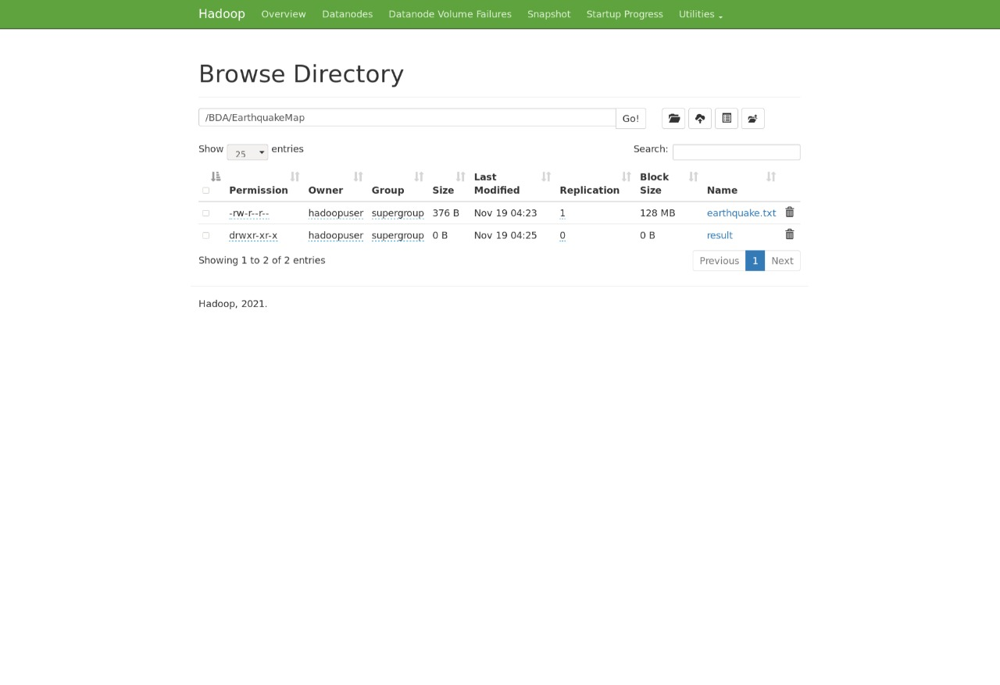 Hadoop Overview Datanodes Datanode Volume Failures Snapshot Startup Progress Utilities
Browse Directory
/BDA/EarthquakeMap Go!
Show 25 entries Search:
Permission Owner Group Size Last Modified Replication Block Size Name
-rw-r--r-- hadoopuser supergroup 376 B Nov 19 04:23 1 128 MB earthquake.txt
drwxr-xr-x hadoopuser supergroup 0 B Nov 19 04:25 0 0 B result
Showing 1 to 2 of 2 entries Previous 1 Next
Hadoop, 2021.